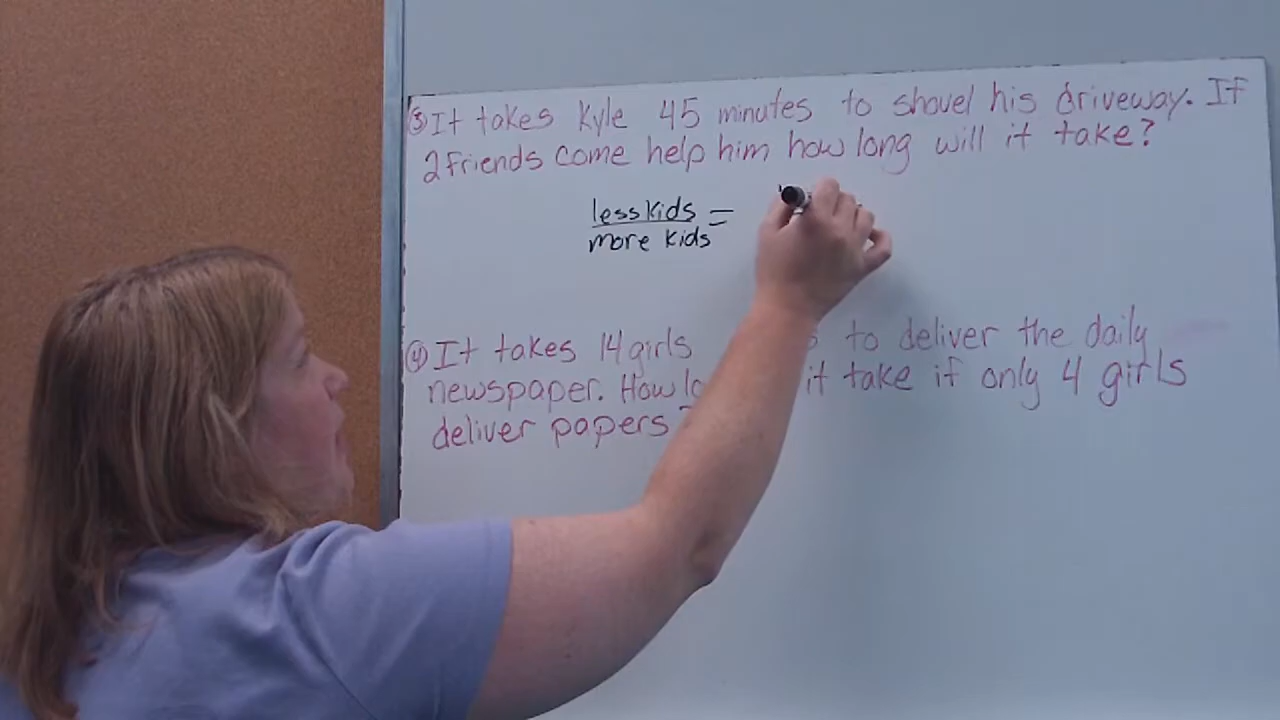 ③ It takes Kyle 45 minutes to shovel his driveway. If
2 friends come help him how long will it take?
less kids =
more kids
④ It takes 14 girls to deliver the daily
newspaper. How it take if only 4 girls
deliver papers